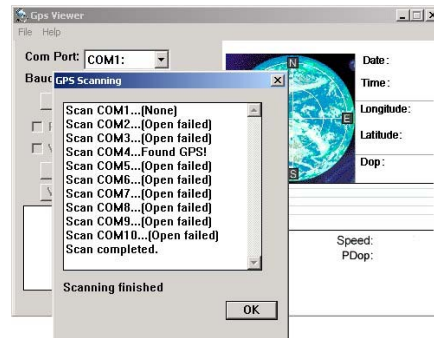 Gps Viewer
File Help
Com Port: COM1:
Baud
GPS Scanning
Scan COM1...(None)
Scan COM2...(Open failed)
Scan COM3...(Open failed)
Scan COM4...Found GPS!
Scan COM5...(Open failed)
Scan COM6...(Open failed)
Scan COM7...(Open failed)
Scan COM8...(Open failed)
Scan COM9...(Open failed)
Scan COM10...(Open failed)
Scan completed.
Scanning finished
OK
N
E
S
Date:
Time:
Longitude:
Latitude:
Dop:
Speed:
PDop: